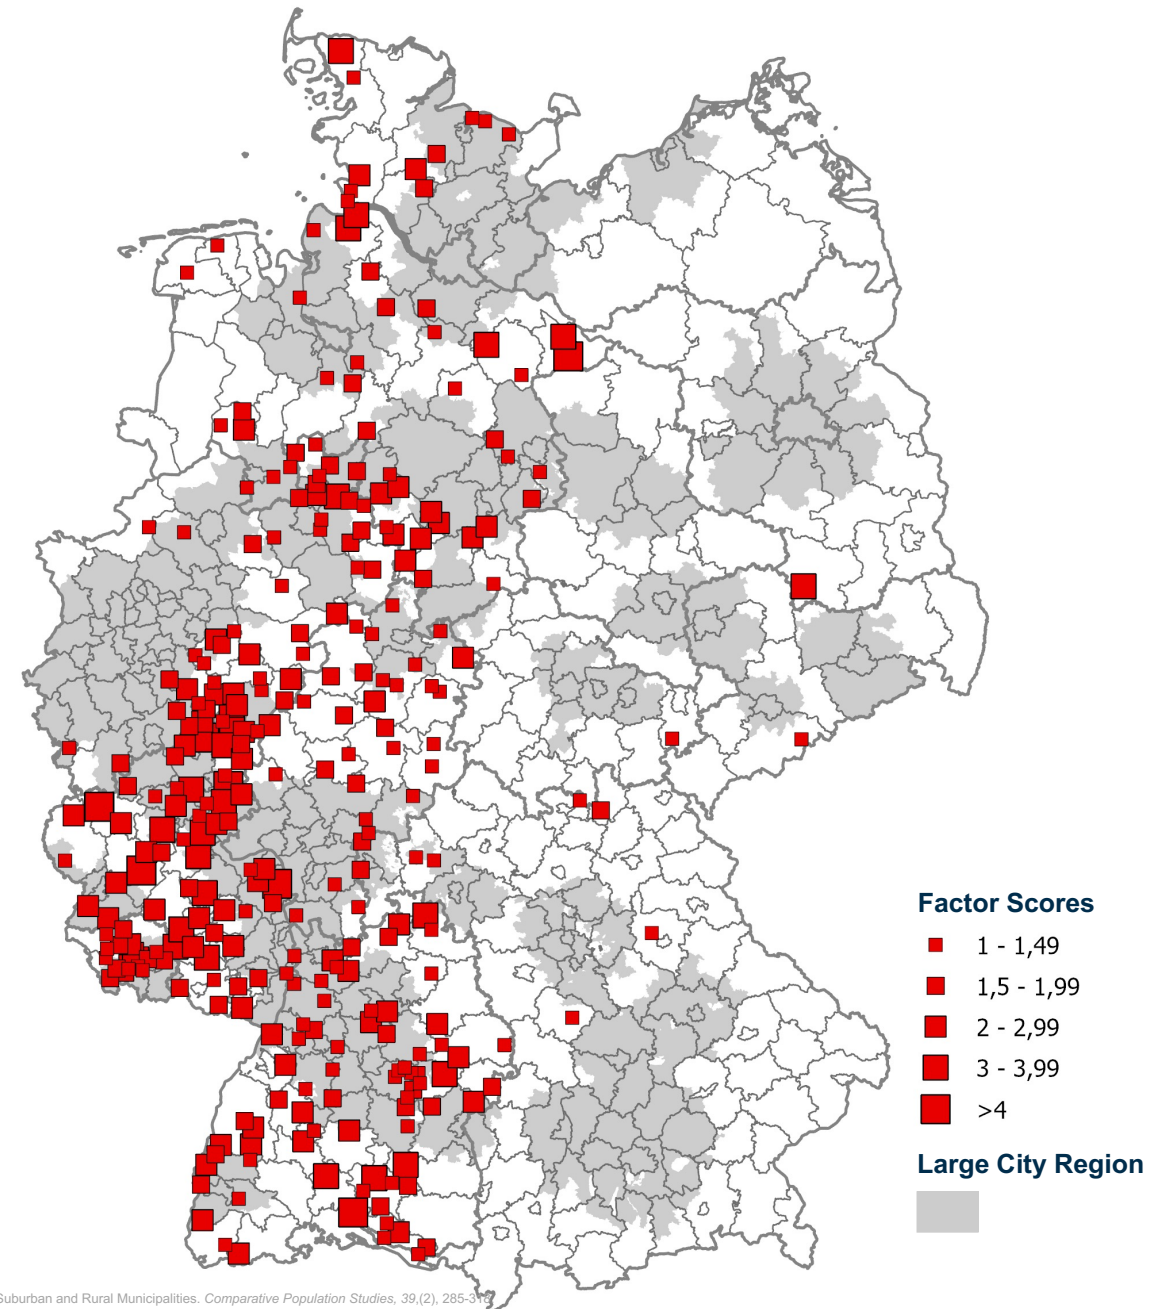 Factor Scores
1 - 1,49
1,5 - 1,99
2 - 2,99
3 - 3,99
>4
Large City Region
Suburban and Rural Municipalities. Comparative Population Studies, 39,(2), 285-318